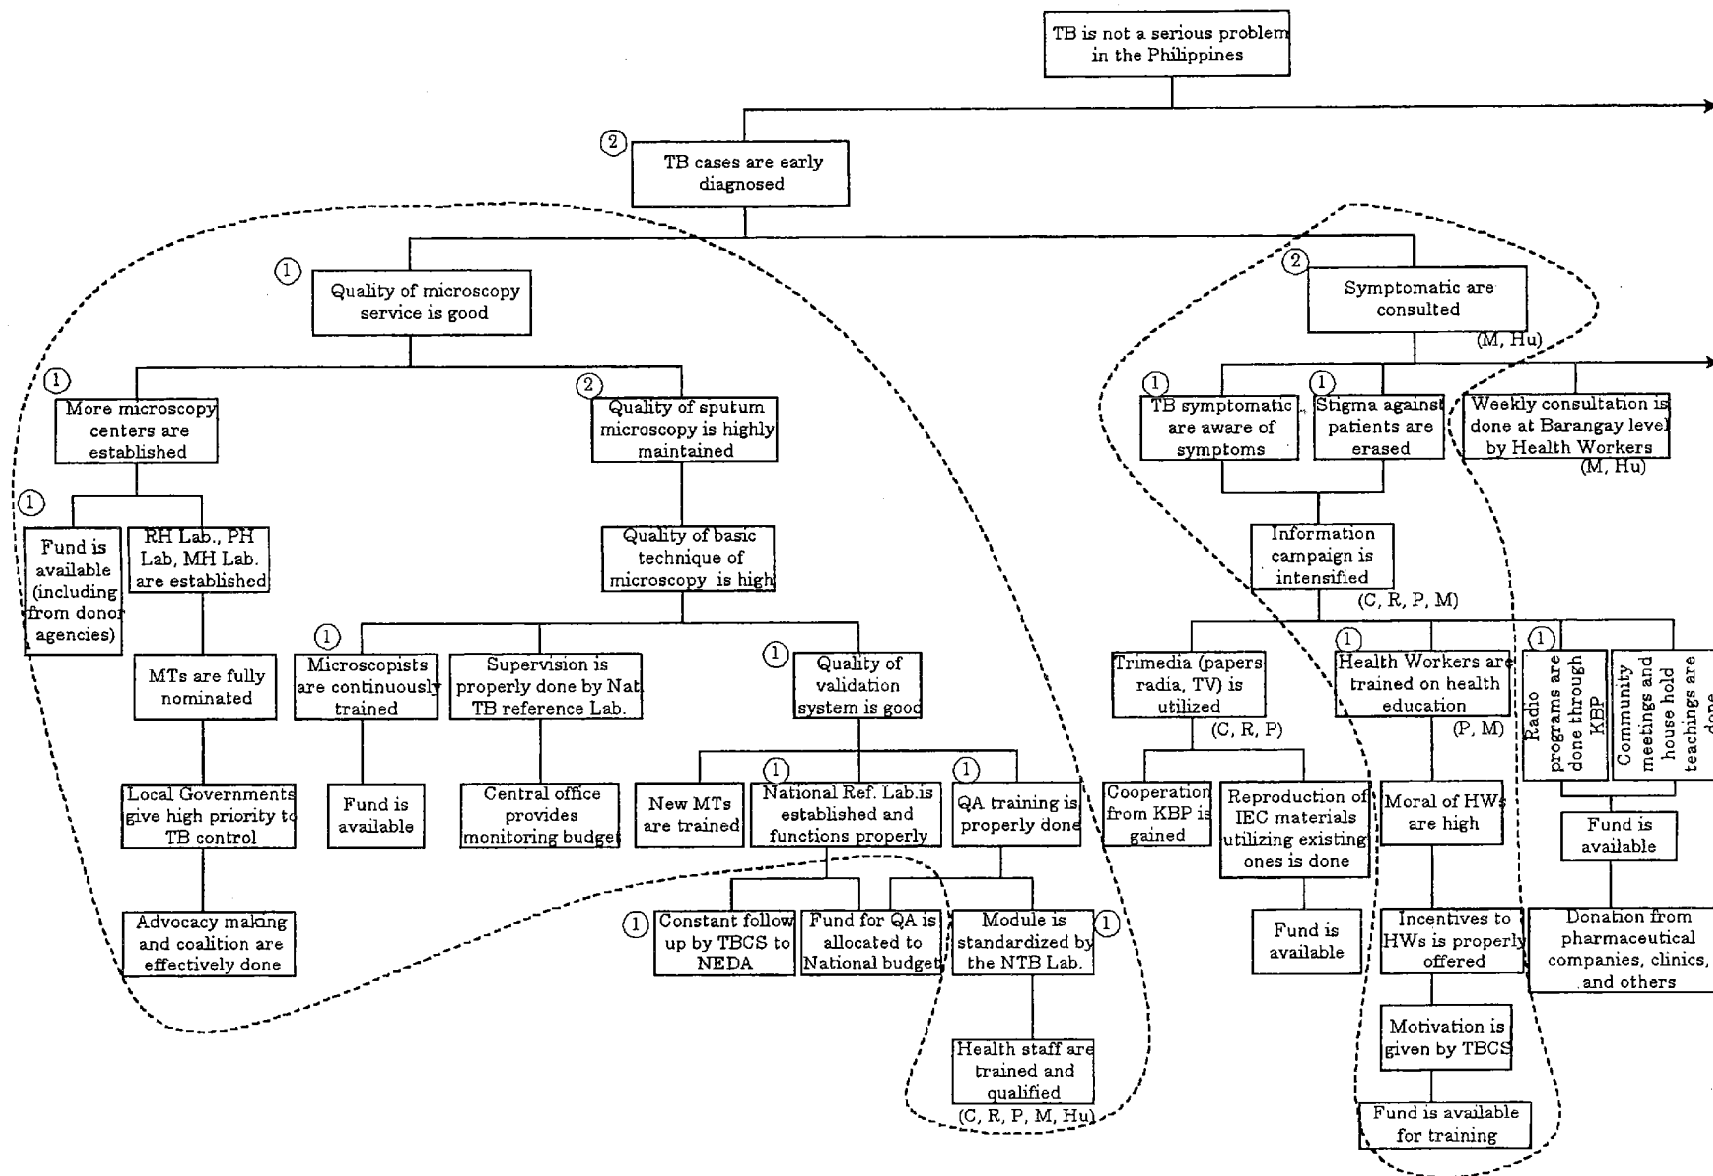 TB is not a serious problem
in the Philippines
2
TB cases are early
diagnosed
1
Quality of microscopy
service is good
2
Symptomatic are
consulted
(M, Hu)
1
More microscopy
centers are
established
2
Quality of sputum
microscopy is highly
maintained
1
TB symptomatic
are aware of
symptoms
1
Stigma against
patients are
erased
Weekly consultation is
done at Barangay level
by Health Workers
(M, Hu)
1
Fund is
available
(including
from donor
agencies)
RH Lab., PH
Lab, MH Lab.
are established
Quality of basic
technique of
microscopy is high
Information
campaign is
intensified
(C, R, P, M)
MTs are fully
nominated
1
Microscopists
are continuously
trained
Supervision is
properly done by Nat.
TB reference Lab.
1
Quality of
validation
system is good
Trimedia (papers
radia, TV) is
utilized
(C, R, P)
1
Health Workers are
trained on health
education
(P, M)
1
Radio
programs are
done through
KBP
Community
meetings and
house hold
teachings are
done
Local Governments
give high priority to
TB control
Fund is
available
Central office
provides
monitoring budget
New MTs
are trained
1
National Ref. Lab.is
established and
functions properly
1
QA training is
properly done
Cooperation
from KBP is
gained
Reproduction of
IEC materials
utilizing existing
ones is done
Moral of HWs
are high
Fund is
available
Advocacy making
and coalition are
effectively done
1
Constant follow
up by TBCS to
NEDA
Fund for QA is
allocated to
National budget
Module is
standardized by
the NTB Lab.
1
Fund is
available
Incentives to
HWs is properly
offered
Donation from
pharmaceutical
companies, clinics,
and others
Health staff are
trained and
qualified
(C, R, P, M, Hu)
Motivation is
given by TBCS
Fund is available
for training